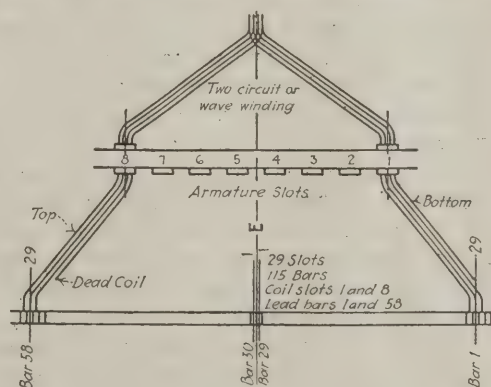 Two circuit or
wave winding
8 7 6 5 4 3 2 1
Armature Slots
Top
Bottom
29
29
Dead Coil
E
29 Slots
115 Bars
Coil slots 1 and 8
Lead bars 1 and 58
Bar 58
Bar 30
Bar 29
Bar 1